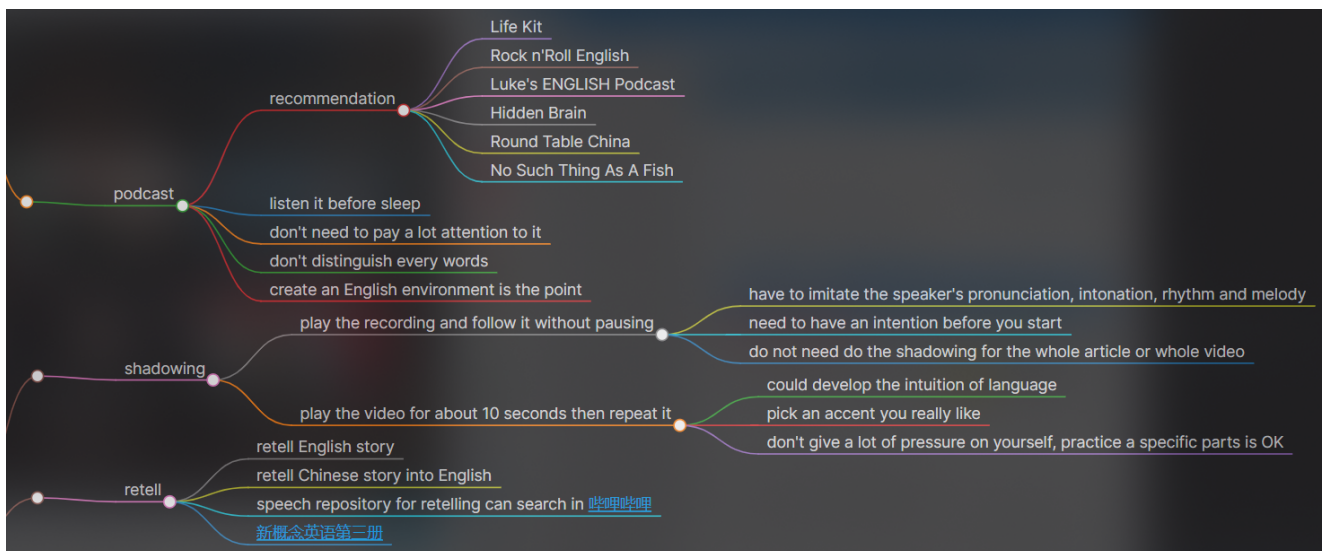 podcast
recommendation
Life Kit
Rock n'Roll English
Luke's ENGLISH Podcast
Hidden Brain
Round Table China
No Such Thing As A Fish
listen it before sleep
don't need to pay a lot attention to it
don't distinguish every words
create an English environment is the point
shadowing
play the recording and follow it without pausing
have to imitate the speaker's pronunciation, intonation, rhythm and melody
need to have an intention before you start
do not need do the shadowing for the whole article or whole video
play the video for about 10 seconds then repeat it
could develop the intuition of language
pick an accent you really like
don't give a lot of pressure on yourself, practice a specific parts is OK
retell
retell English story
retell Chinese story into English
speech repository for retelling can search in 哔哩哔哩
新概念英语第三册